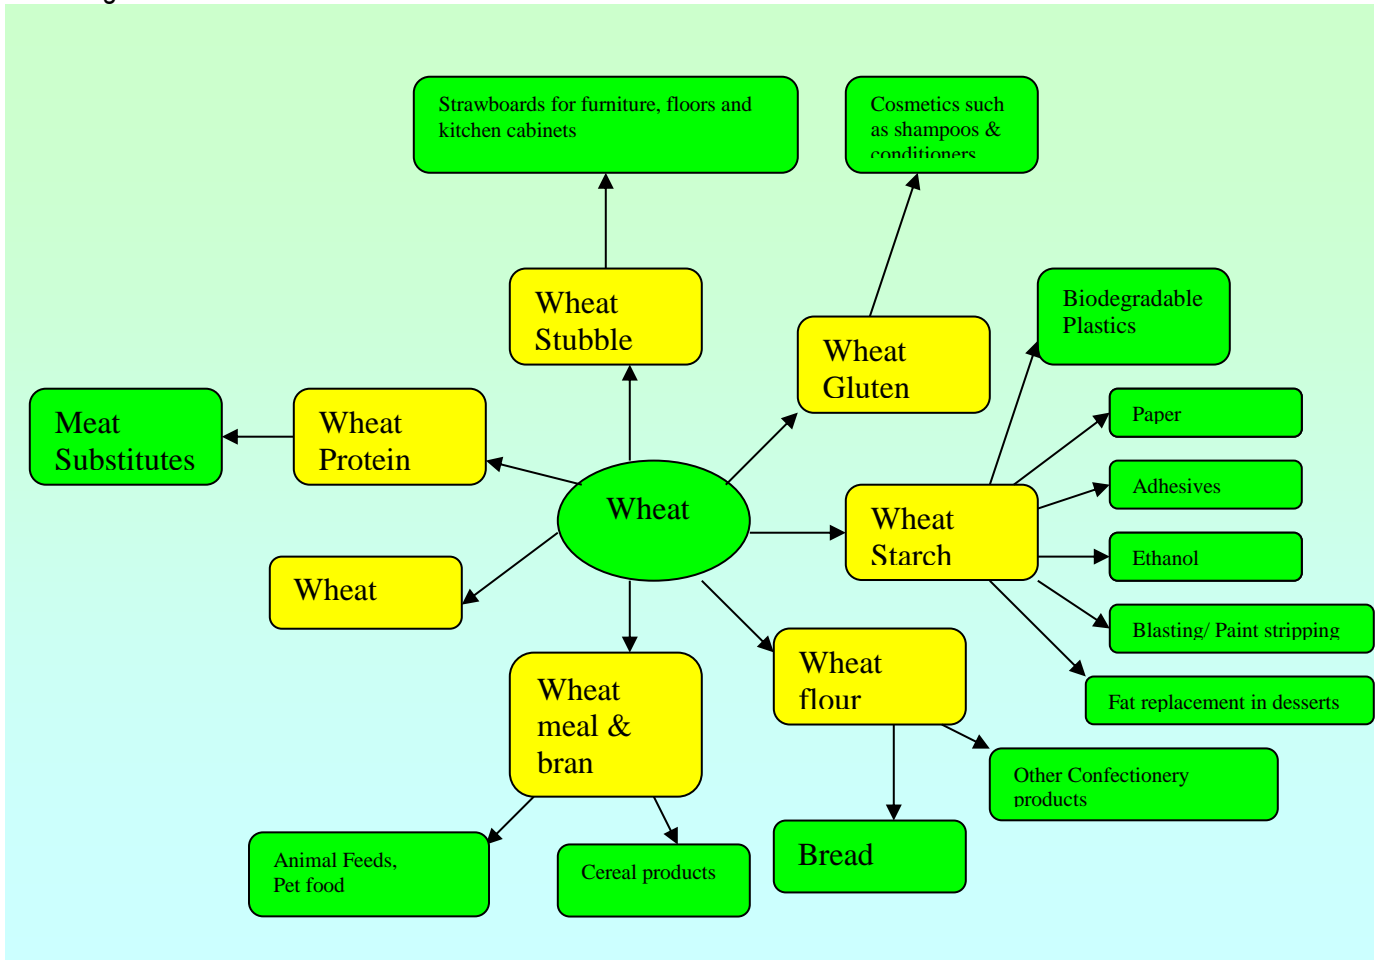 Strawboards for furniture, floors and
kitchen cabinets
Cosmetics such
as shampoos &
conditioners
Wheat
Stubble
Wheat
Gluten
Biodegradable
Plastics
Meat
Substitutes
Wheat
Protein
Paper
Adhesives
Wheat
Wheat
Starch
Ethanol
Wheat
Blasting/ Paint stripping
Wheat
meal &
bran
Wheat
flour
Fat replacement in desserts
Other Confectionery
products
Animal Feeds,
Pet food
Cereal products
Bread